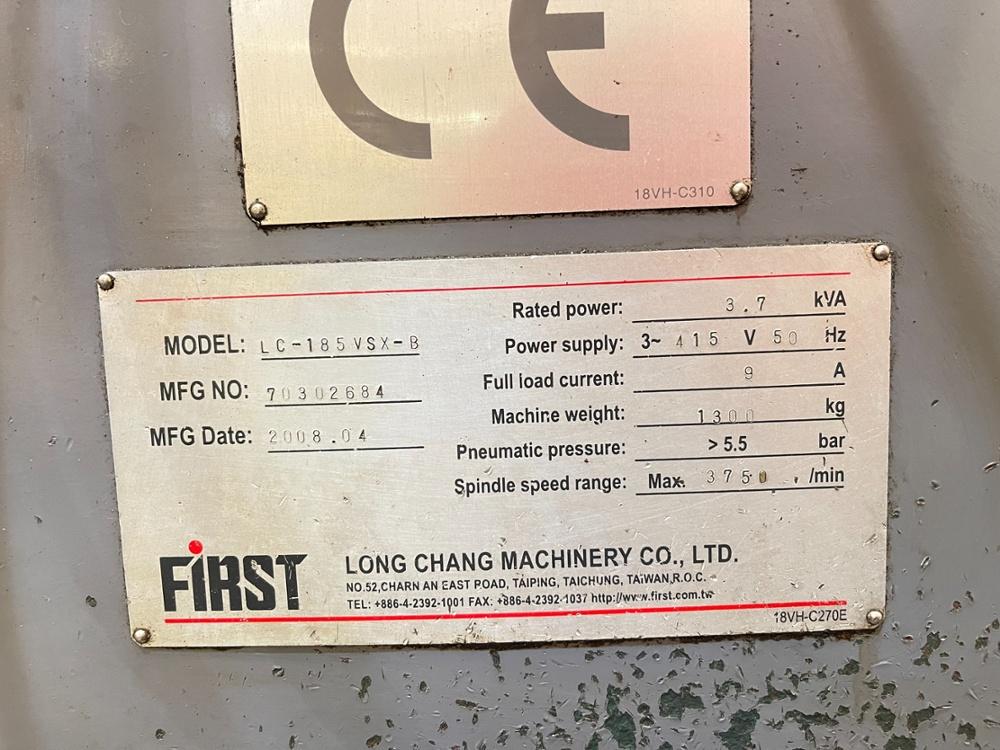 CE
18VH-C310
MODEL: LC-185VSX-B
MFG NO: 70302684
MFG Date: 2008.04
Rated power: 3.7 kVA
Power supply: 3~ 415 V 50 Hz
Full load current: 9 A
Machine weight: 1300 kg
Pneumatic pressure: >5.5 bar
Spindle speed range: Max. 3750 /min
FIRST
LONG CHANG MACHINERY CO., LTD.
NO.52,CHARN AN EAST POAD, TAIPING, TAICHUNG, TAIWAN,R.O.C.
TEL: +886-4-2392-1001 FAX: +886-4-2392-1037 http://www.first.com.tw
18VH-C270E